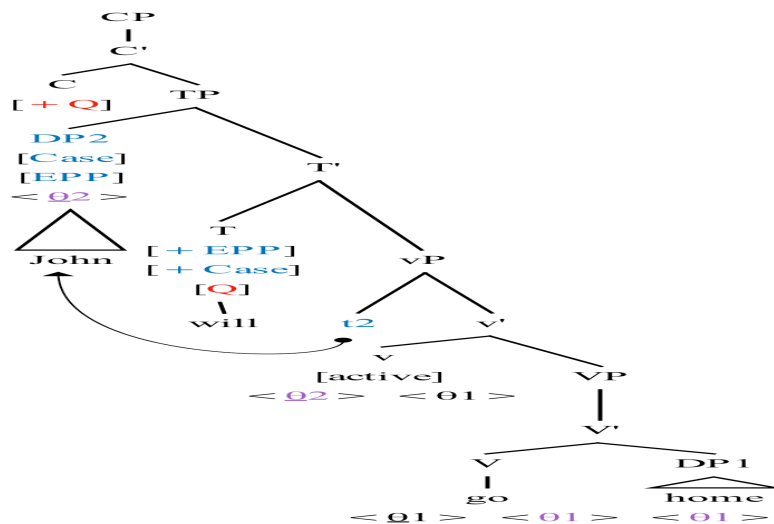 CP
C'
C TP
[ + Q]
DP2
[Case] T'
[EPP]
< θ2 >
T
John [ + EPP] vP
[ + Case]
[Q]
will t2 v'
v
[active] VP
< θ2 > < θ1 >
V'
V DP1
go home
< θ1 > < θ1 > < θ1 >